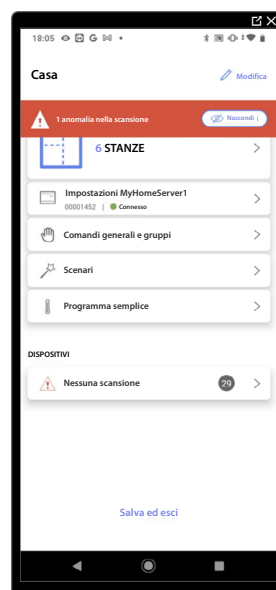 18:05
Casa
Modifica
1 anomalia nella scansione
Nascondi
6 STANZE
Impostazioni MyHomeServer1
00001452 | Connesso
Comandi generali e gruppi
Scenari
Programma semplice
DISPOSITIVI
Nessuna scansione
29
Salva ed esci